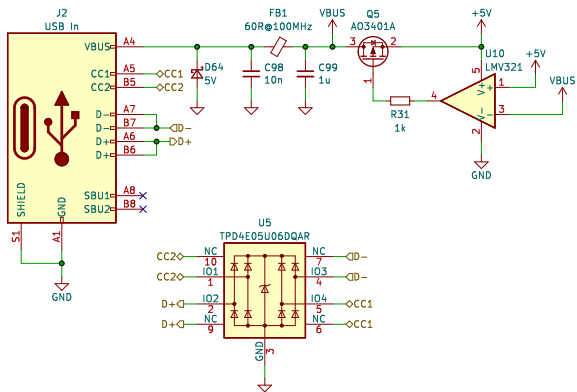 J2
USB In
VBUS A4
CC1 A5 CC1
CC2 B5 CC2
D- A7
D- B7 D-
D+ A6 D+
D+ B6
SBU1 A8
SBU2 B8
SHIELD GND
S1 A1
GND
D64
5V
FB1
60R@100MHz
C98
10n
C99
1u
VBUS
Q5
AO3401A
3 2
1
R31
1k
+5V
U10
LMV321
+5V
VBUS
5
V+ +
1
4
V- -
3
2
GND
U5
TPD4E05U06DQAR
CC2 NC 10
CC2 IO1 1
D+ IO2 2
D+ NC 9
NC 7 D-
IO3 4 D-
IO4 5 CC1
NC 6 CC1
GND 3